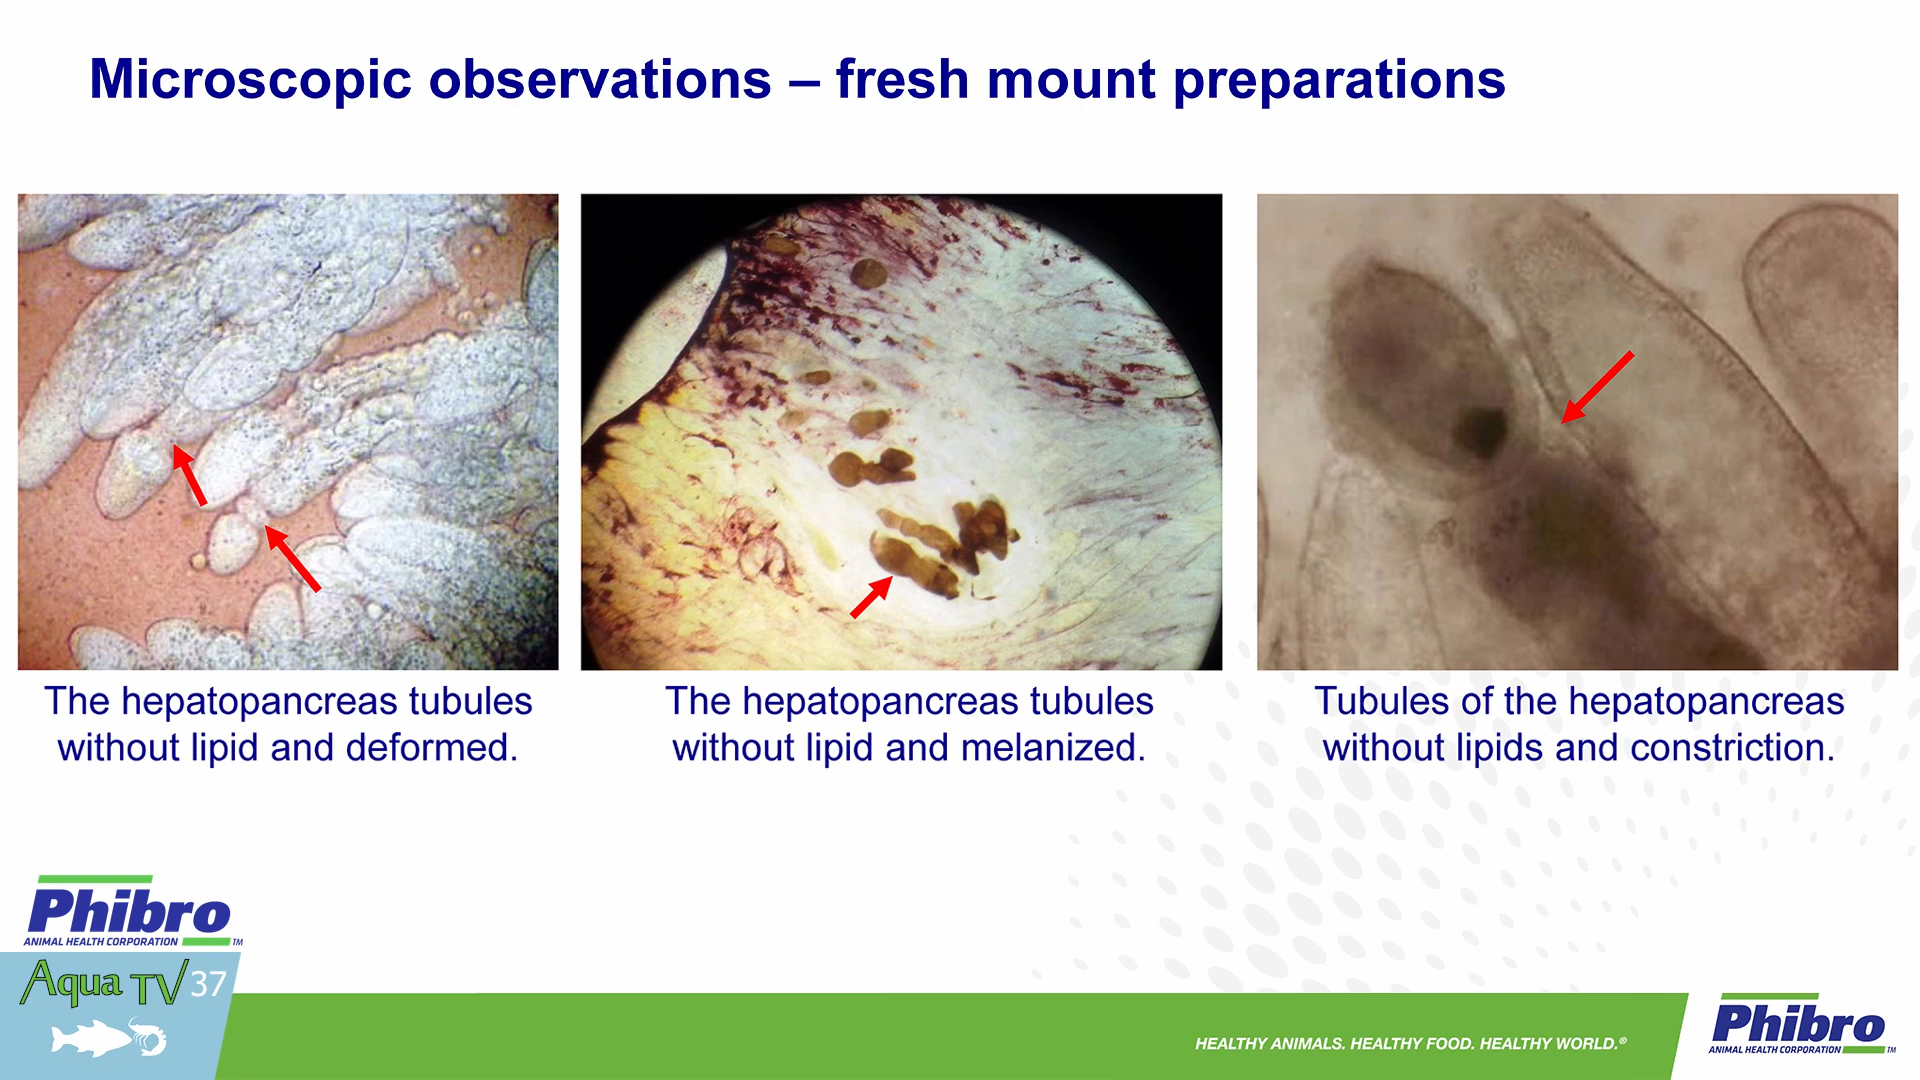 Microscopic observations – fresh mount preparations
The hepatopancreas tubules
without lipid and deformed.
The hepatopancreas tubules
without lipid and melanized.
Tubules of the hepatopancreas
without lipids and constriction.
Phibro
ANIMAL HEALTH CORPORATION TM
Aqua TV 37
HEALTHY ANIMALS. HEALTHY FOOD. HEALTHY WORLD.®
Phibro
ANIMAL HEALTH CORPORATION TM